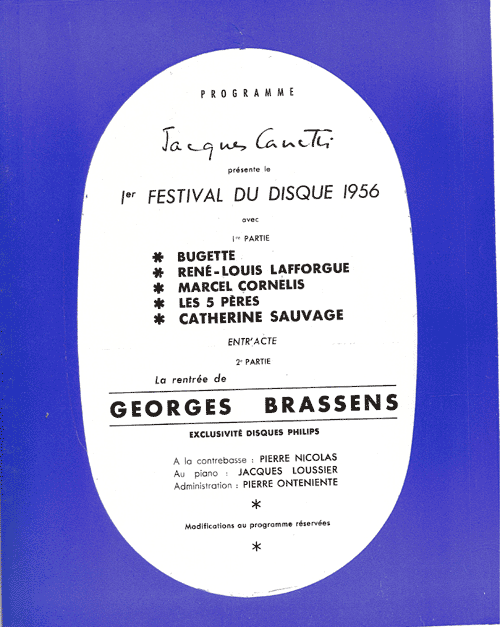 PROGRAMME
Jacques Canetti
présente le
1er FESTIVAL DU DISQUE 1956
avec
1re PARTIE
* BUGETTE
* RENÉ-LOUIS LAFFORGUE
* MARCEL CORNÉLIS
* LES 5 PÈRES
* CATHERINE SAUVAGE
ENTR'ACTE
2e PARTIE
La rentrée de
GEORGES BRASSENS
EXCLUSIVITÉ DISQUES PHILIPS
A la contrebasse : PIERRE NICOLAS
Au piano : JACQUES LOUSSIER
Administration : PIERRE ONTENIENTE
*
Modifications au programme réservées
*